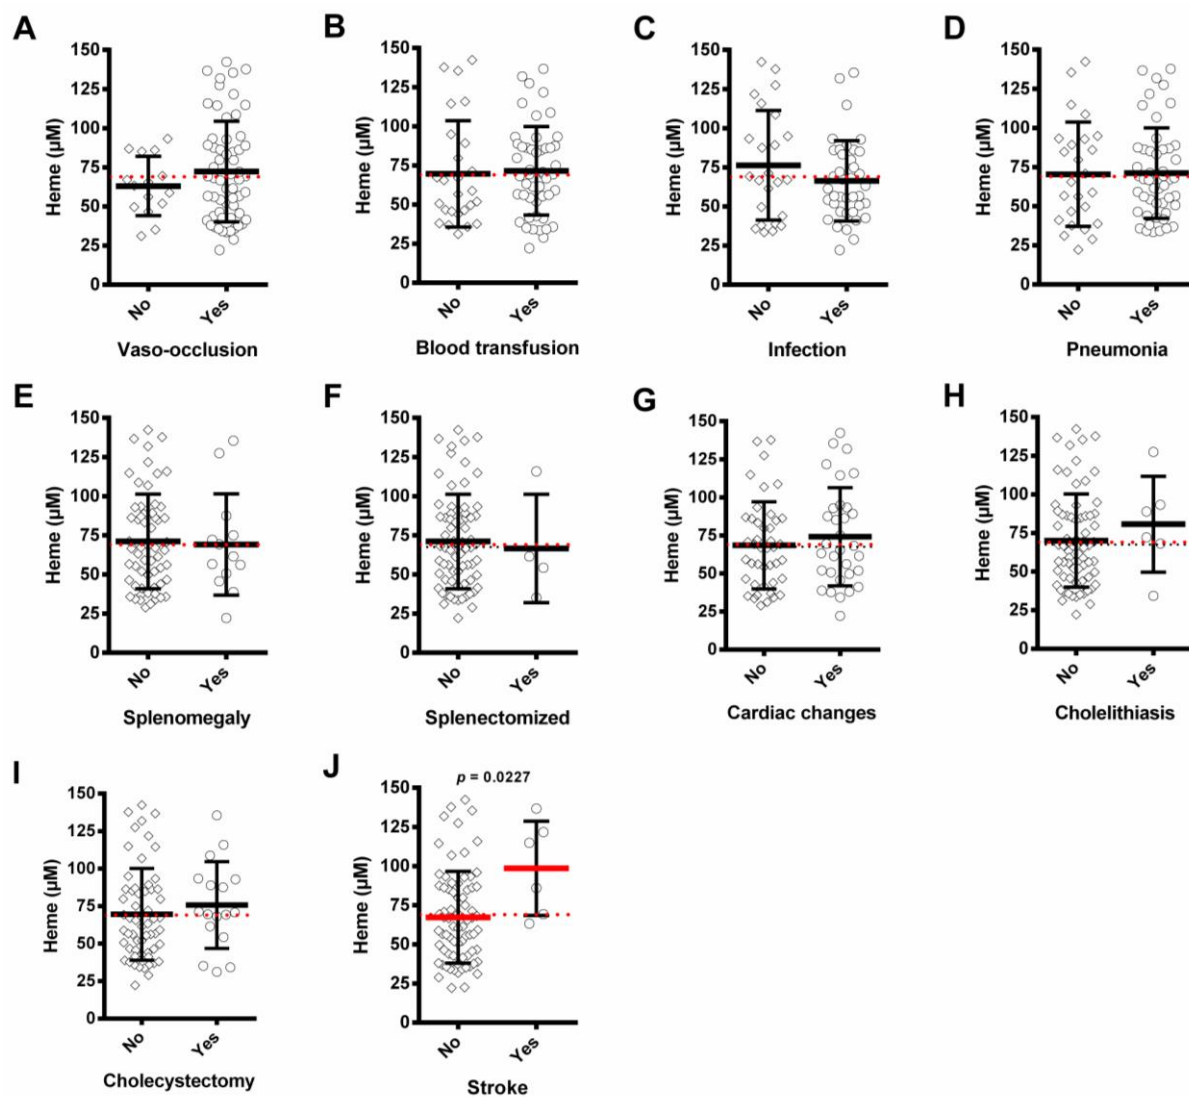 A
B
C
D
150
125
100
75
50
25
0
Heme (µM)
No
Yes
Vaso-occlusion
150
125
100
75
50
25
0
Heme (µM)
No
Yes
Blood transfusion
150
125
100
75
50
25
0
Heme (µM)
No
Yes
Infection
150
125
100
75
50
25
0
Heme (µM)
No
Yes
Pneumonia
E
F
G
H
150
125
100
75
50
25
0
Heme (µM)
No
Yes
Splenomegaly
150
125
100
75
50
25
0
Heme (µM)
No
Yes
Splenectomized
150
125
100
75
50
25
0
Heme (µM)
No
Yes
Cardiac changes
150
125
100
75
50
25
0
Heme (µM)
No
Yes
Cholelithiasis
I
J
150
125
100
75
50
25
0
Heme (µM)
No
Yes
Cholecystectomy
p = 0.0227
150
125
100
75
50
25
0
Heme (µM)
No
Yes
Stroke